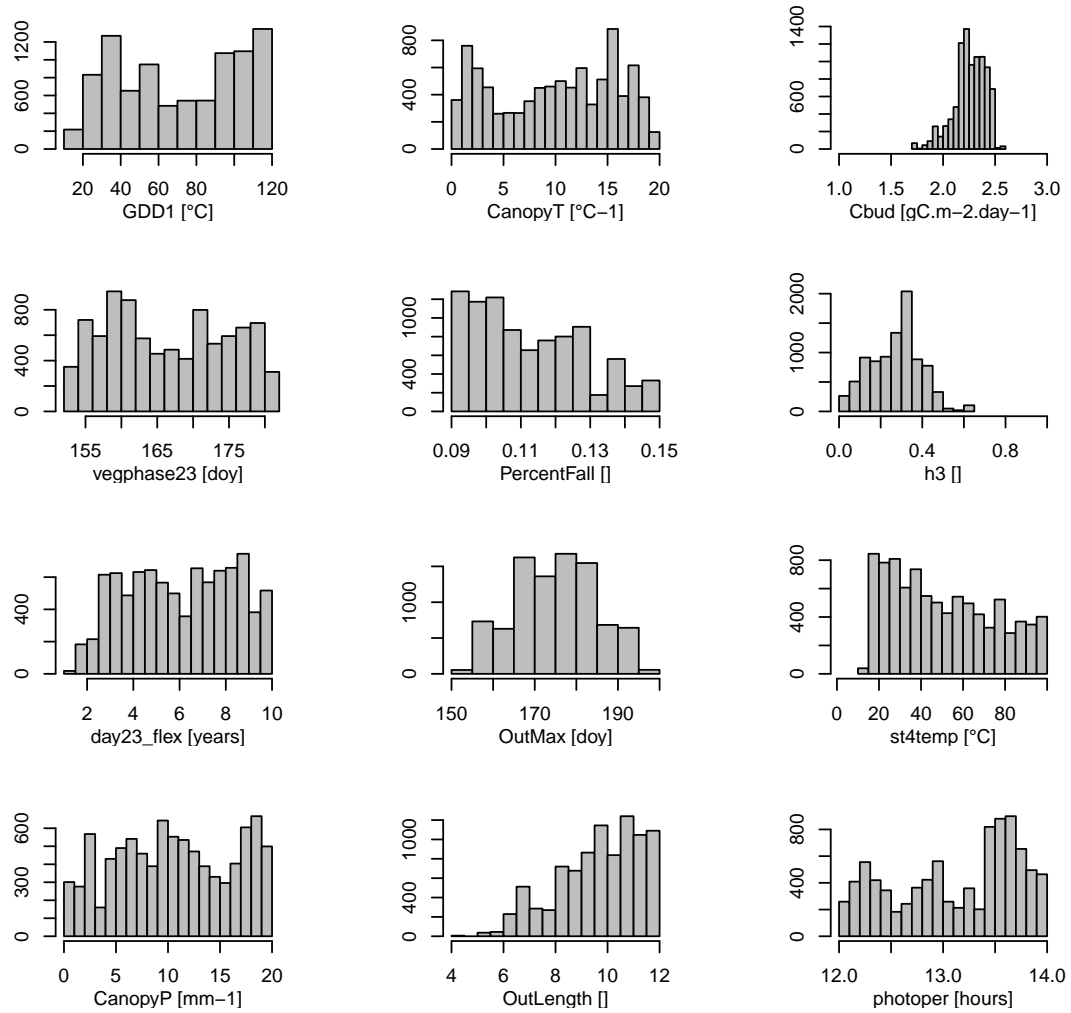 0 600 1200
20 40 60 80 120
GDD1 [°C]
0 400 800
0 5 10 15 20
CanopyT [°C−1]
0 600 1400
1.0 1.5 2.0 2.5 3.0
Cbud [gC.m−2.day−1]
0 400 800
155 165 175
vegphase23 [doy]
0 400 1000
0.09 0.11 0.13 0.15
PercentFall []
0 1000 2000
0.0 0.4 0.8
h3 []
0 400
2 4 6 8 10
day23_flex [years]
0 1000
150 170 190
OutMax [doy]
0 400 800
0 20 40 60 80
st4temp [°C]
0 300 600
0 5 10 15 20
CanopyP [mm−1]
0 400 1000
4 6 8 10 12
OutLength []
0 400 800
12.0 13.0 14.0
photoper [hours]